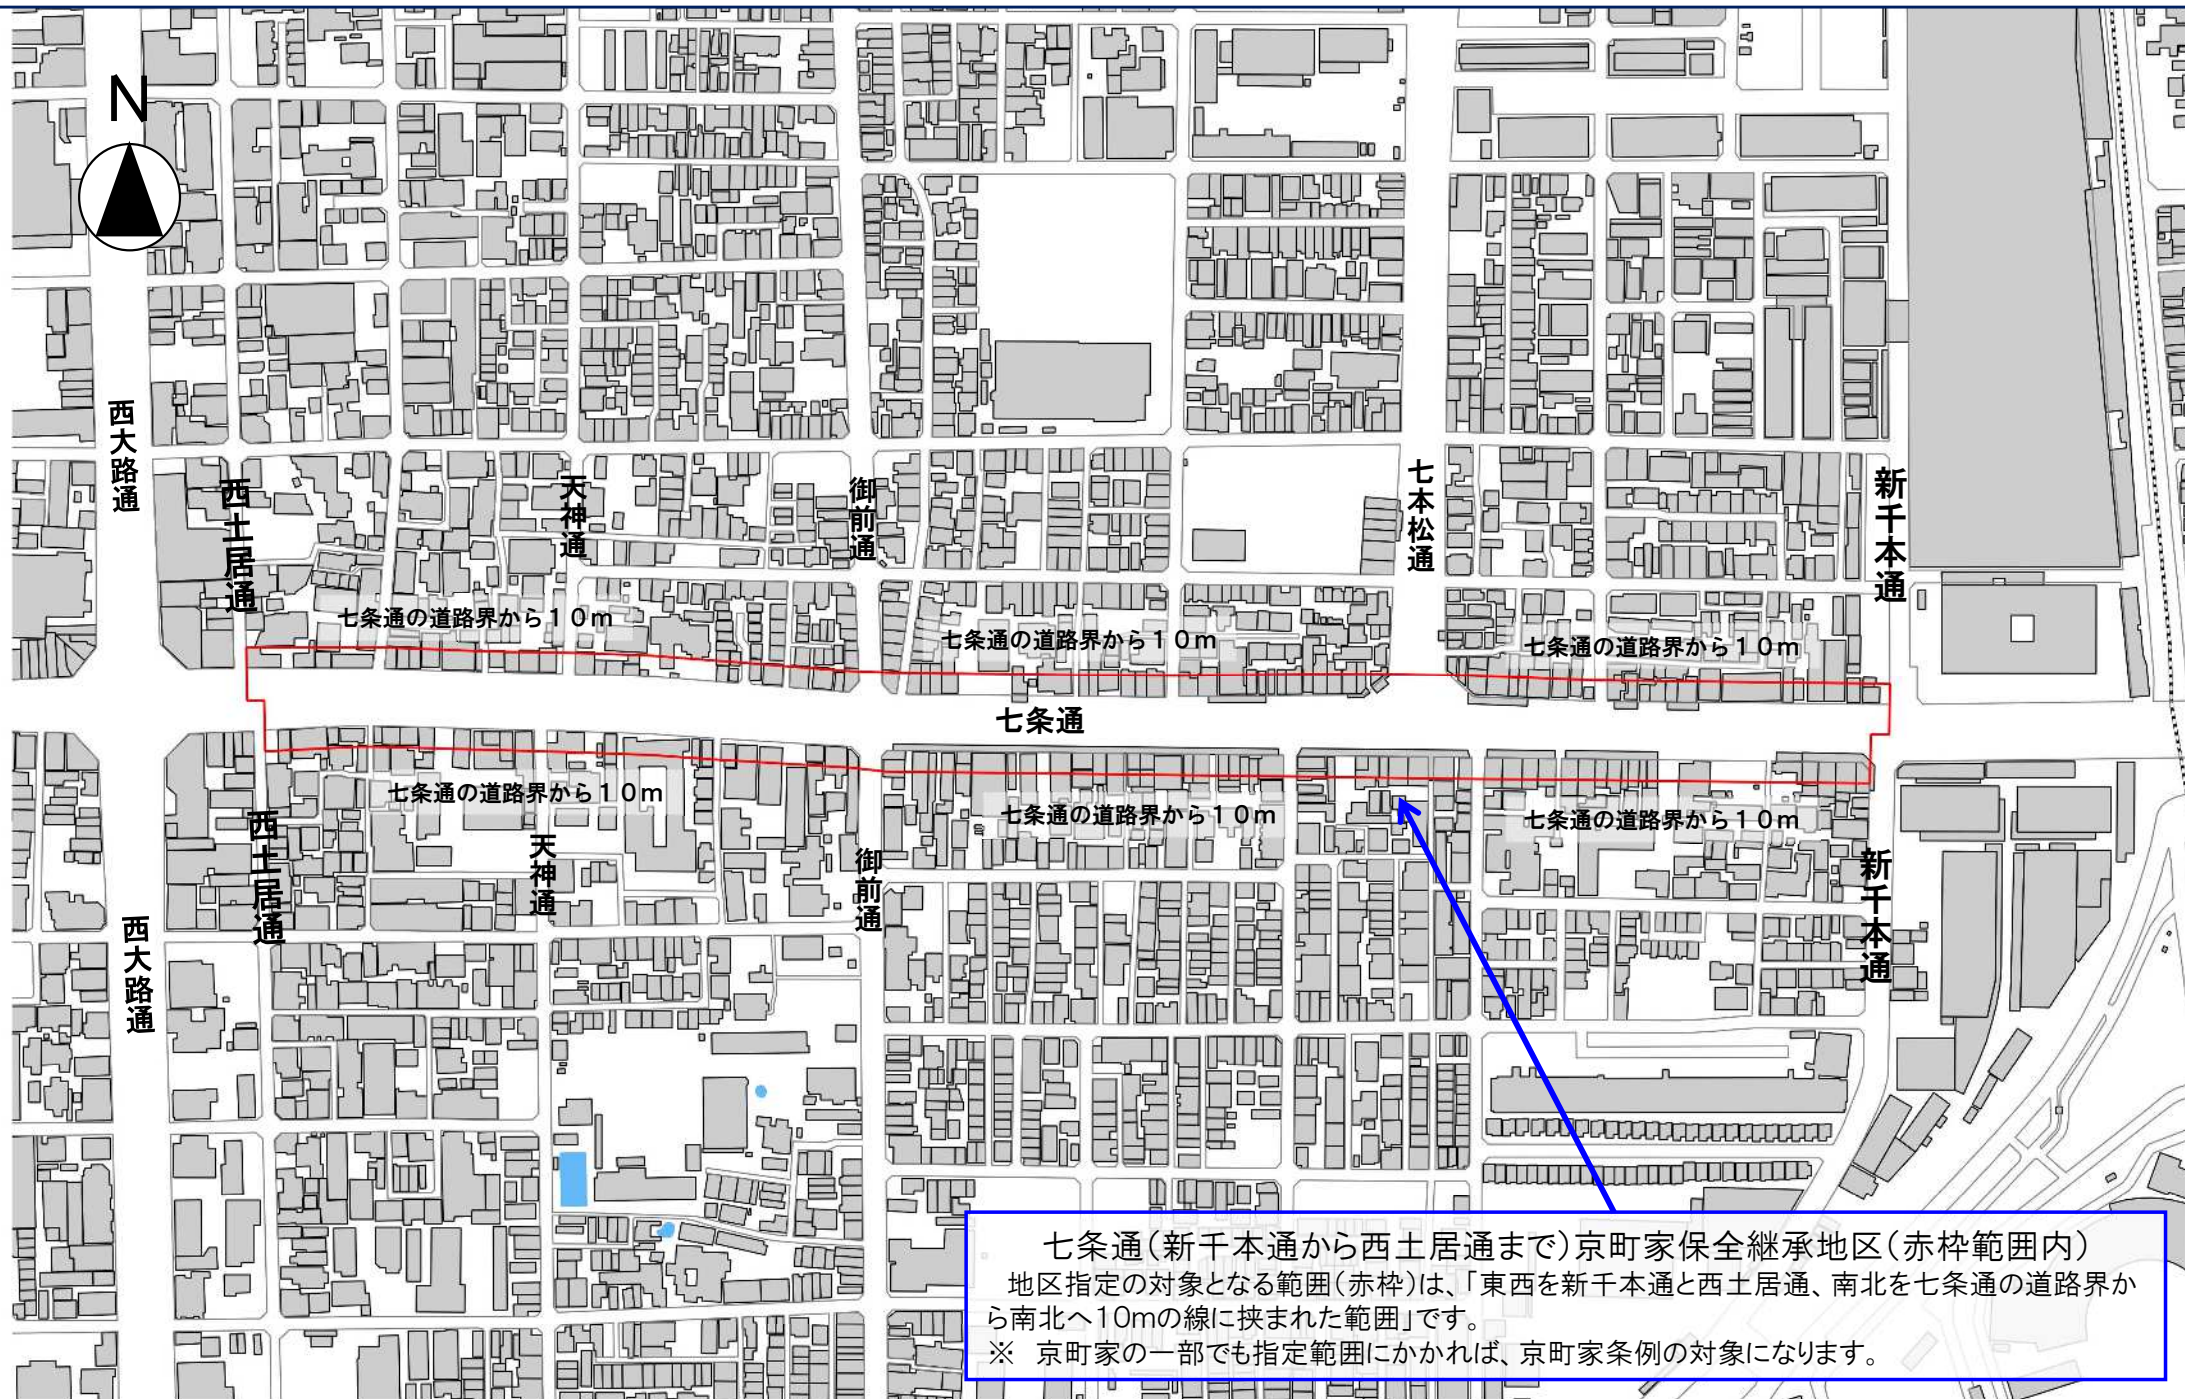 N
西大路通
西土居通
天神通
御前通
七本松通
新千本通
七条通の道路界から10m
七条通の道路界から10m
七条通の道路界から10m
七条通
七条通の道路界から10m
七条通の道路界から10m
七条通の道路界から10m
西土居通
天神通
御前通
新千本通
西大路通
七条通(新千本通から西土居通まで)京町家保全継承地区(赤枠範囲内)
地区指定の対象となる範囲(赤枠)は、「東西を新千本通と西土居通、南北を七条通の道路界か
ら南北へ10mの線に挟まれた範囲」です。
※ 京町家の一部でも指定範囲にかかれば、京町家条例の対象になります。